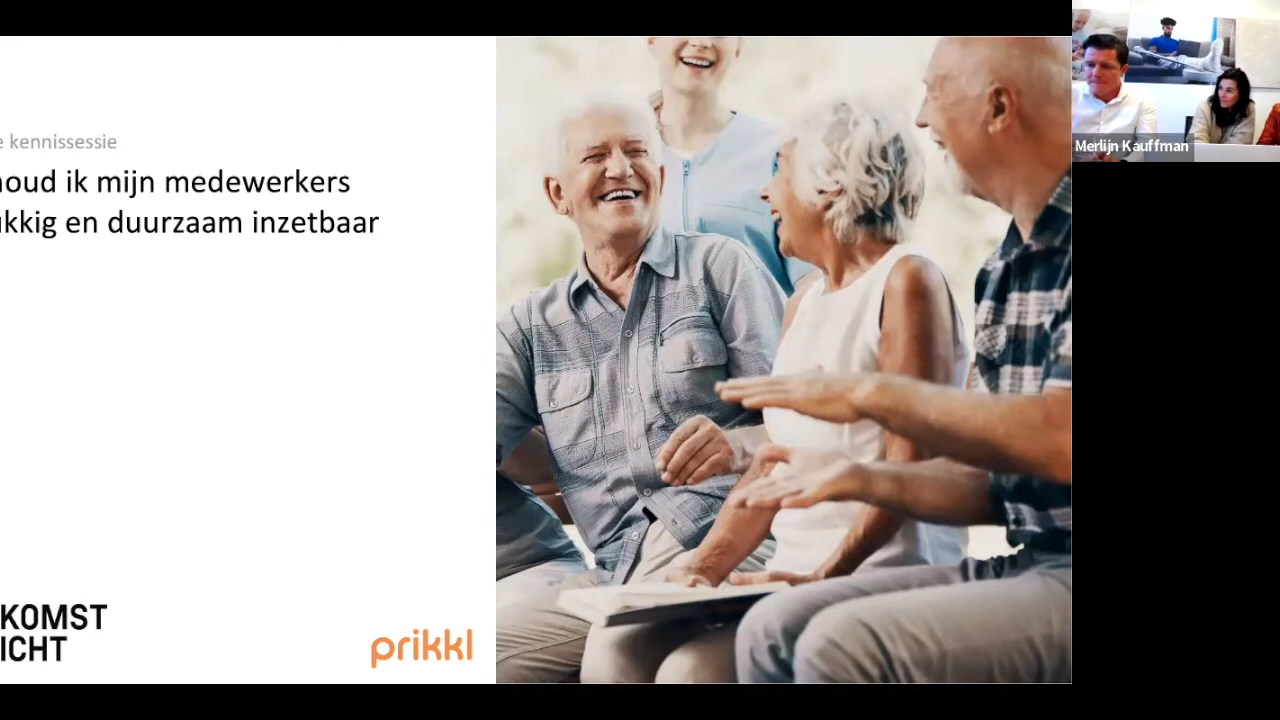 e kennissessie
houd ik mijn medewerkers
ukkig en duurzaam inzetbaar
KOMST
ICHT
prikkl
Merlijn Kauffman